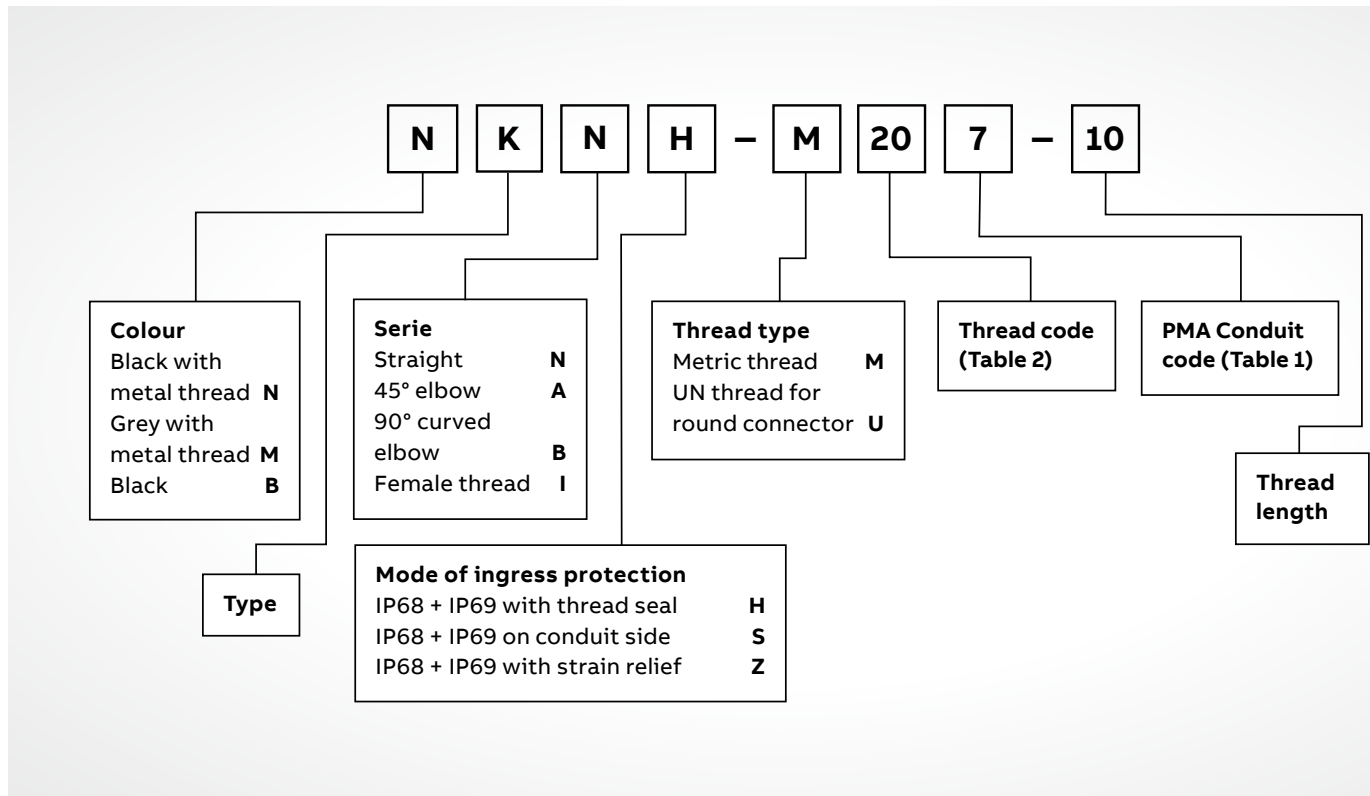 N K N H – M 20 7 – 10
Colour
Black with
metal thread N
Grey with
metal thread M
Black B
Serie
Straight N
45° elbow A
90° curved
elbow B
Female thread I
Thread type
Metric thread M
UN thread for
round connector U
Thread code
(Table 2)
PMA Conduit
code (Table 1)
Thread
length
Type
Mode of ingress protection
IP68 + IP69 with thread seal H
IP68 + IP69 on conduit side S
IP68 + IP69 with strain relief Z